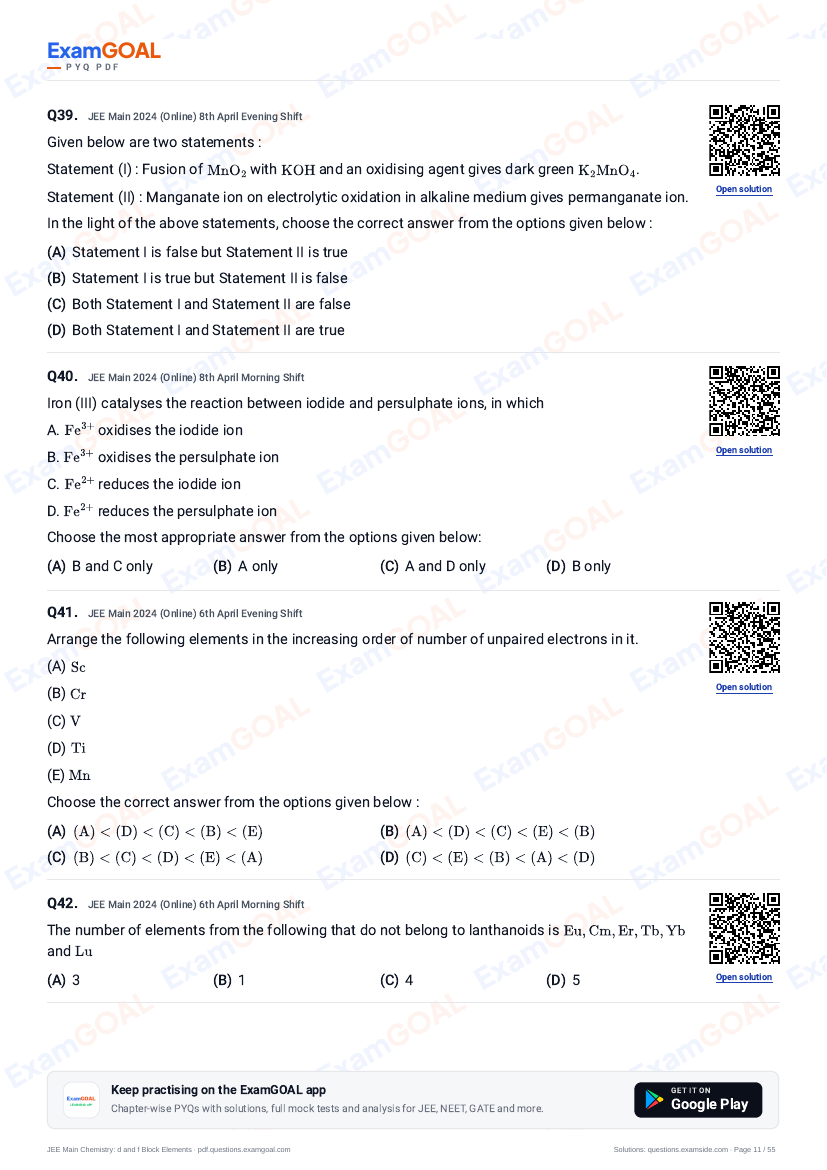 ExamGOAL
PYQ PDF
Q39. JEE Main 2024 (Online) 8th April Evening Shift
Given below are two statements :
Statement (I) : Fusion of MnO₂ with KOH and an oxidising agent gives dark green K₂MnO₄.
Statement (II) : Manganate ion on electrolytic oxidation in alkaline medium gives permanganate ion.
In the light of the above statements, choose the correct answer from the options given below :
(A) Statement I is false but Statement II is true
(B) Statement I is true but Statement II is false
(C) Both Statement I and Statement II are false
(D) Both Statement I and Statement II are true
Open solution
Q40. JEE Main 2024 (Online) 8th April Morning Shift
Iron (III) catalyses the reaction between iodide and persulphate ions, in which
A. Fe³⁺ oxidises the iodide ion
B. Fe³⁺ oxidises the persulphate ion
C. Fe²⁺ reduces the iodide ion
D. Fe²⁺ reduces the persulphate ion
Choose the most appropriate answer from the options given below:
(A) B and C only (B) A only (C) A and D only (D) B only
Open solution
Q41. JEE Main 2024 (Online) 6th April Evening Shift
Arrange the following elements in the increasing order of number of unpaired electrons in it.
(A) Sc
(B) Cr
(C) V
(D) Ti
(E) Mn
Choose the correct answer from the options given below :
(A) (A) < (D) < (C) < (B) < (E) (B) (A) < (D) < (C) < (E) < (B)
(C) (B) < (C) < (D) < (E) < (A) (D) (C) < (E) < (B) < (A) < (D)
Open solution
Q42. JEE Main 2024 (Online) 6th April Morning Shift
The number of elements from the following that do not belong to lanthanoids is Eu, Cm, Er, Tb, Yb
and Lu
(A) 3 (B) 1 (C) 4 (D) 5
Open solution
Keep practising on the ExamGOAL app
Chapter-wise PYQs with solutions, full mock tests and analysis for JEE, NEET, GATE and more.
GET IT ON
Google Play
JEE Main Chemistry: d and f Block Elements · pdf.questions.examgoal.com
Solutions: questions.examside.com · Page 11 / 55